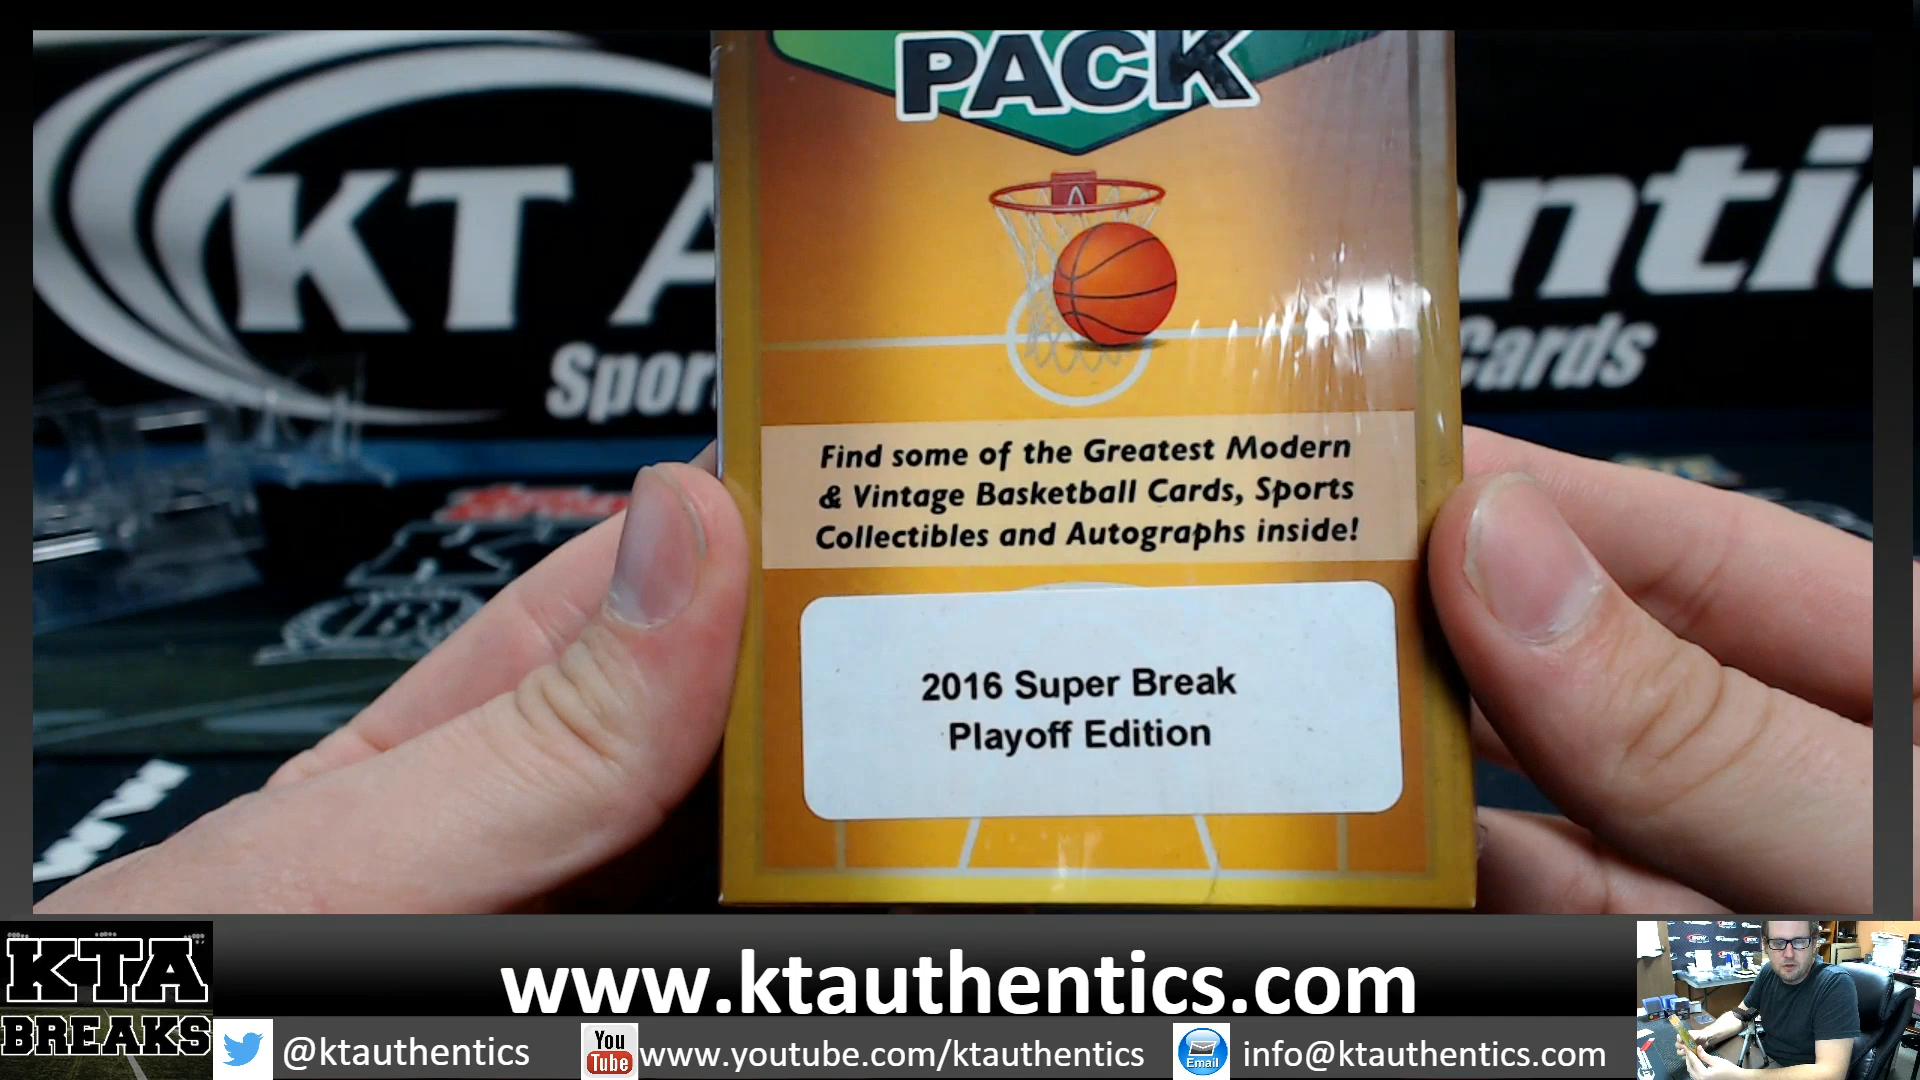 PACK
KT A
ntic
Spor
Cards
Find some of the Greatest Modern
& Vintage Basketball Cards, Sports
Collectibles and Autographs inside!
2016 Super Break
Playoff Edition
KTA
BREAKS
www.ktauthentics.com
@ktauthentics
You
Tube
www.youtube.com/ktauthentics
Email
info@ktauthentics.com